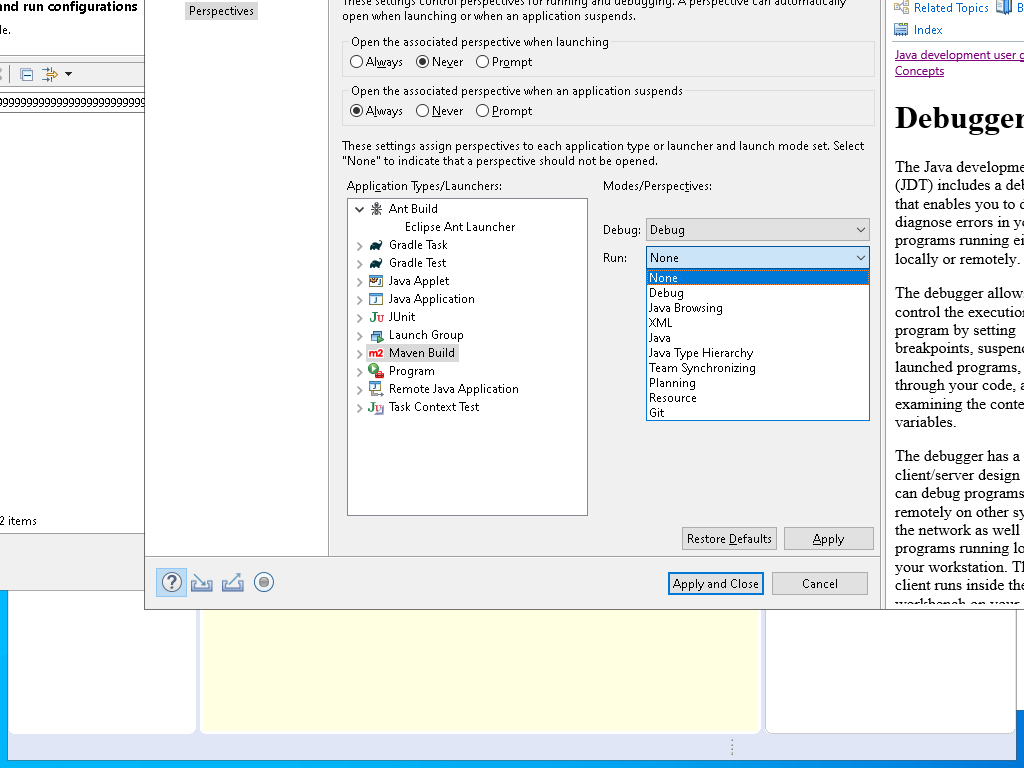 and run configurations
le.
99999999999999999999999999
2 items
Perspectives
These settings control perspectives for running and debugging. A perspective can automatically
open when launching or when an application suspends.
Open the associated perspective when launching
Always
Never
Prompt
Open the associated perspective when an application suspends
Always
Never
Prompt
These settings assign perspectives to each application type or launcher and launch mode set. Select
"None" to indicate that a perspective should not be opened.
Application Types/Launchers:
Ant Build
Eclipse Ant Launcher
Gradle Task
Gradle Test
Java Applet
Java Application
JUnit
Launch Group
m2 Maven Build
Program
Remote Java Application
Task Context Test
Modes/Perspectives:
Debug: Debug
Run: None
None
Debug
Java Browsing
XML
Java
Java Type Hierarchy
Team Synchronizing
Planning
Resource
Git
Restore Defaults
Apply
Apply and Close
Cancel
Related Topics B
Index
Java development user g
Concepts
Debugger
The Java developme
(JDT) includes a deb
that enables you to d
diagnose errors in yo
programs running ei
locally or remotely.
The debugger allows
control the execution
program by setting
breakpoints, suspend
launched programs,
through your code, a
examining the conte
variables.
The debugger has a
client/server design
can debug programs
remotely on other sy
the network as well
programs running lo
your workstation. Th
client runs inside the
workbench on your